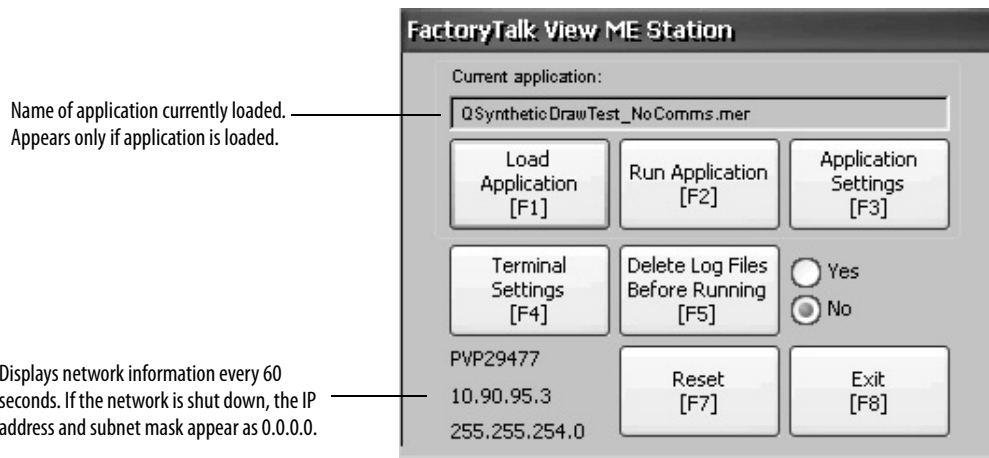 FactoryTalk View ME Station
Current application:
Name of application currently loaded.
Appears only if application is loaded.
QSyntheticDrawTest_NoComms.mer
Load
Application
[F1]
Run Application
[F2]
Application
Settings
[F3]
Terminal
Settings
[F4]
Delete Log Files
Before Running
[F5]
Yes
No
Displays network information every 60
seconds. If the network is shut down, the IP
address and subnet mask appear as 0.0.0.0.
PVP29477
10.90.95.3
255.255.254.0
Reset
[F7]
Exit
[F8]